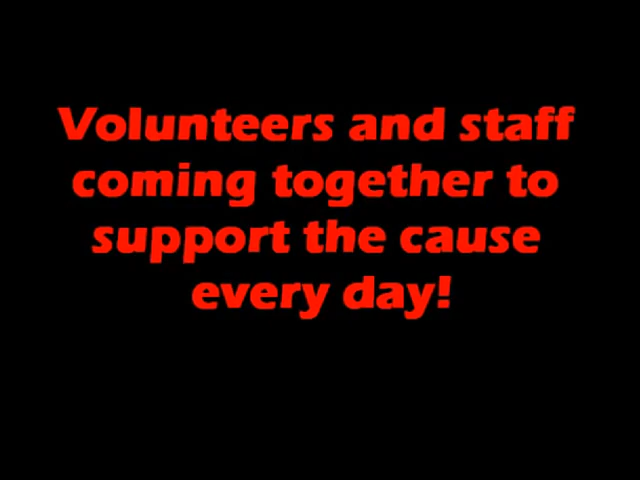 Volunteers and staff
coming together to
support the cause
every day!